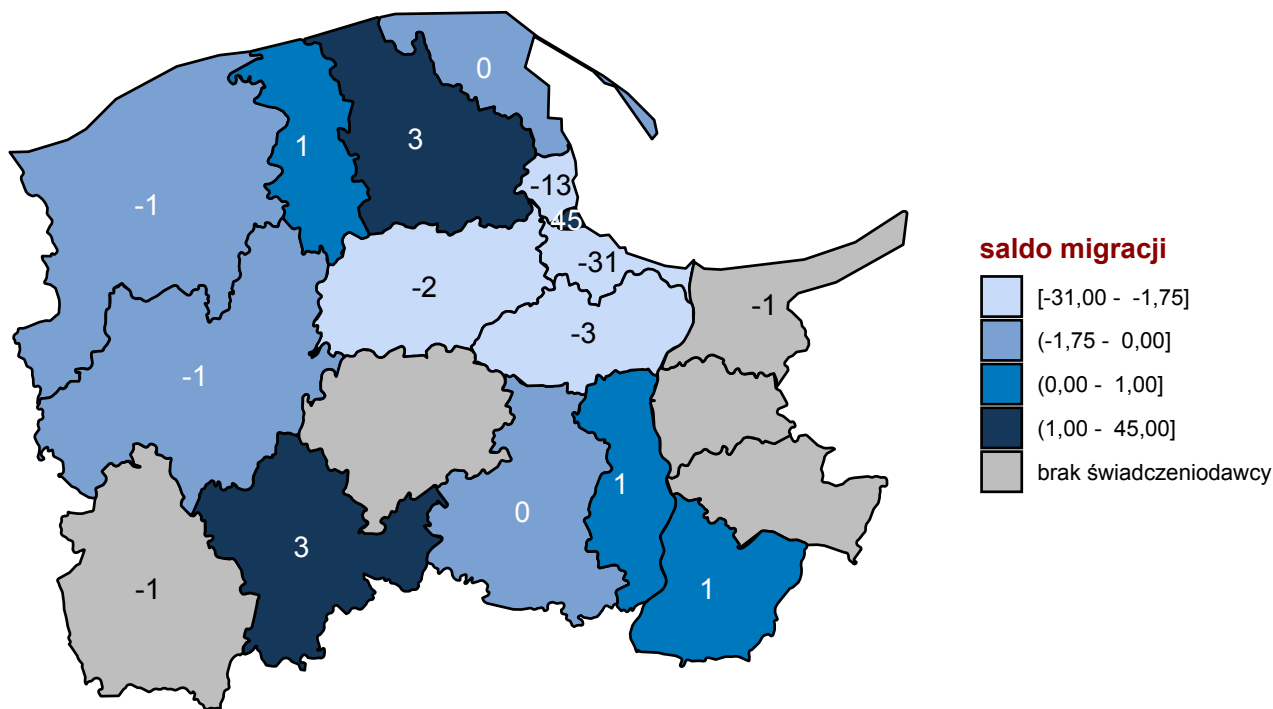 0
1
3
-1
-13
45
-31
-2
-1
-3
-1
1
0
3
-1
1
saldo migracji
[-31,00 - -1,75]
(-1,75 - 0,00]
(0,00 - 1,00]
(1,00 - 45,00]
brak świadczeniodawcy